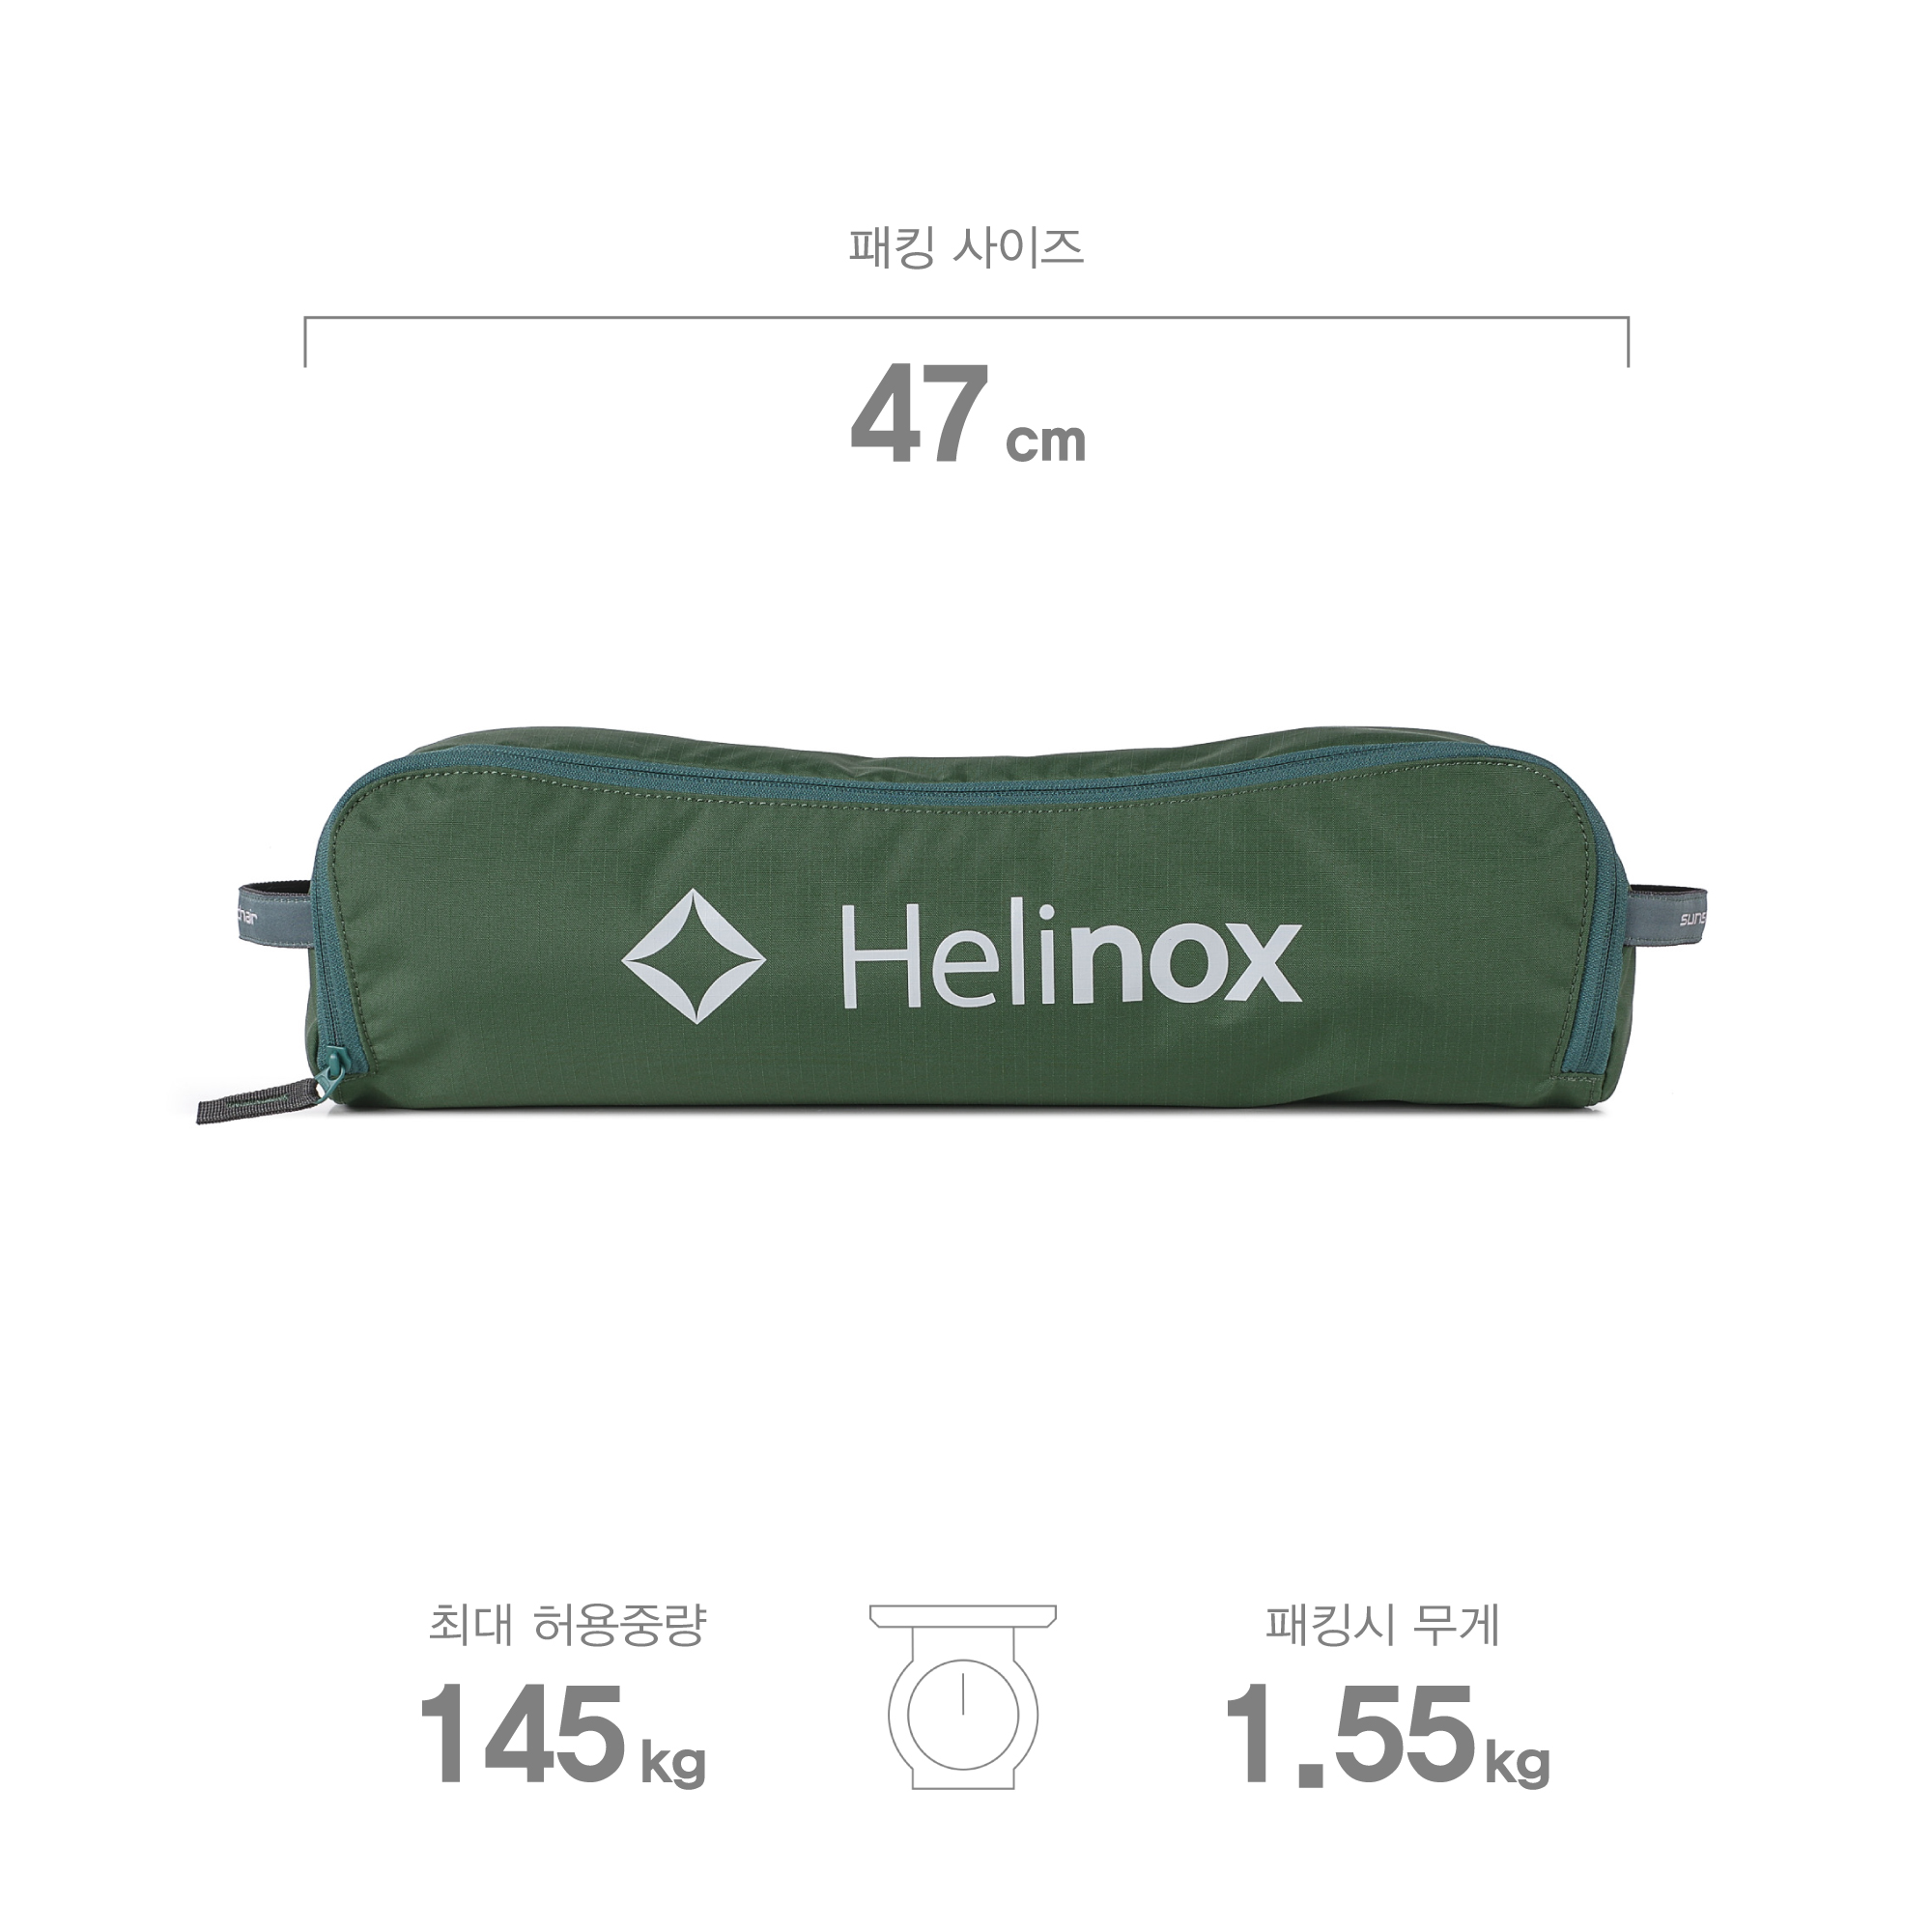 패킹 사이즈
47 cm
Helinox
최대 허용중량
145 kg
패킹시 무게
1.55 kg